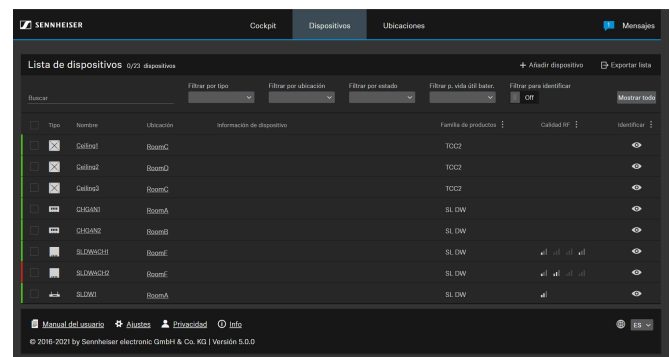 SENNHEISER Cockpit Dispositivos Ubicaciones Mensajes
Lista de dispositivos 0/23 dispositivos + Añadir dispositivo Exportar lista
Filtrar por tipo Filtrar por ubicación Filtrar por estado Filtrar p. vida útil bater. Filtrar para identificar
Buscar Off Mostrar todo
Tipo Nombre Ubicación Información de dispositivo Familia de productos Calidad RF Identificar
Ceiling1 RoomC TCC2
Ceiling2 RoomD TCC2
Ceiling3 RoomC TCC2
CHG4N1 RoomA SL DW
CHG4N2 RoomB SL DW
SLDW4CH1 RoomE SL DW
SLDW4CH2 RoomE SL DW
SLDW1 RoomA SL DW
Manual del usuario Ajustes Privacidad Info ES
© 2016-2021 by Sennheiser electronic GmbH & Co. KG | Versión 5.0.0